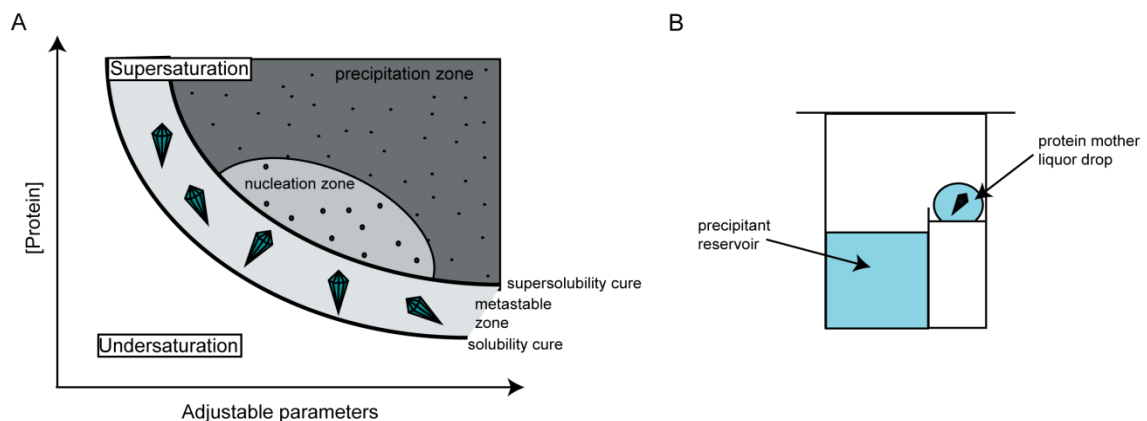 A
B
Supersaturation
precipitation zone
nucleation zone
[Protein]
supersolubility cure
metastable
zone
solubility cure
Undersaturation
Adjustable parameters
protein mother
liquor drop
precipitant
reservoir